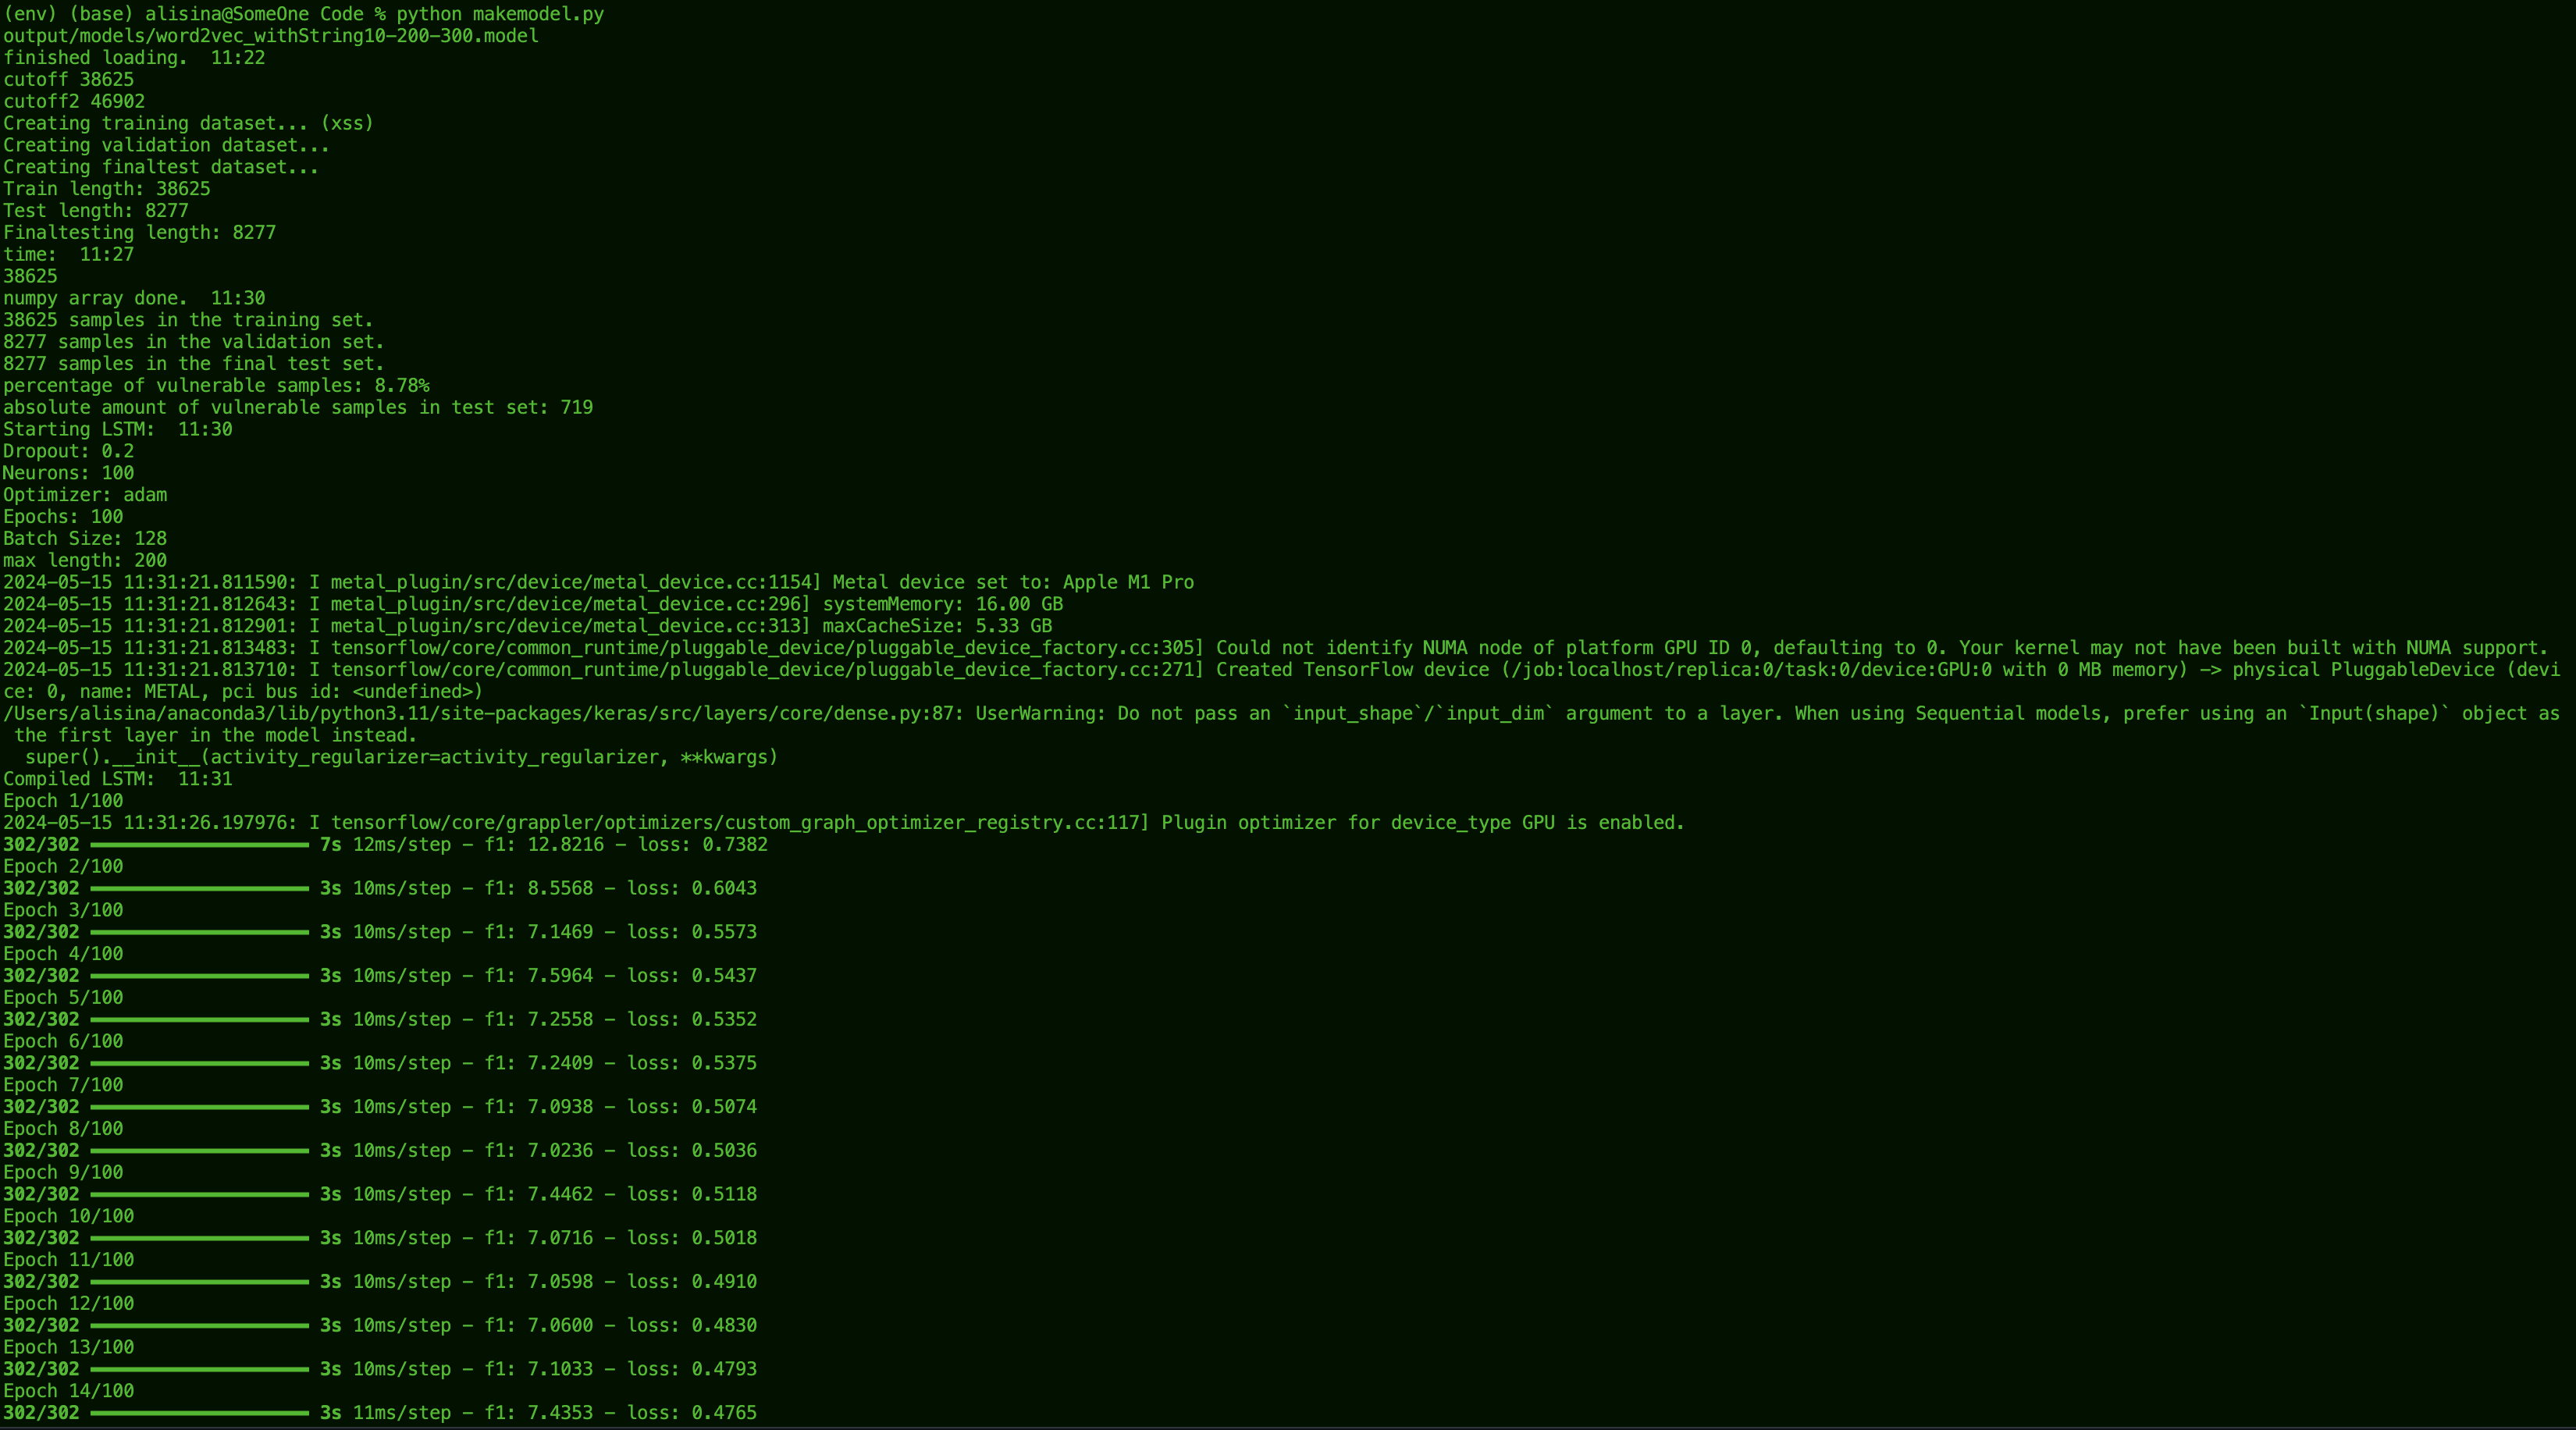 (env) (base) alisina@SomeOne Code % python makemodel.py
output/models/word2vec_withString10-200-300.model
finished loading.  11:22
cutoff 38625
cutoff2 46902
Creating training dataset... (xss)
Creating validation dataset...
Creating finaltest dataset...
Train length: 38625
Test length: 8277
Finaltesting length: 8277
time:  11:27
38625
numpy array done.  11:30
38625 samples in the training set.
8277 samples in the validation set.
8277 samples in the final test set.
percentage of vulnerable samples: 8.78%
absolute amount of vulnerable samples in test set: 719
Starting LSTM:  11:30
Dropout: 0.2
Neurons: 100
Optimizer: adam
Epochs: 100
Batch Size: 128
max length: 200
2024-05-15 11:31:21.811590: I metal_plugin/src/device/metal_device.cc:1154] Metal device set to: Apple M1 Pro
2024-05-15 11:31:21.812643: I metal_plugin/src/device/metal_device.cc:296] systemMemory: 16.00 GB
2024-05-15 11:31:21.812901: I metal_plugin/src/device/metal_device.cc:313] maxCacheSize: 5.33 GB
2024-05-15 11:31:21.813483: I tensorflow/core/common_runtime/pluggable_device/pluggable_device_factory.cc:305] Could not identify NUMA node of platform GPU ID 0, defaulting to 0. Your kernel may not have been built with NUMA support.
2024-05-15 11:31:21.813710: I tensorflow/core/common_runtime/pluggable_device/pluggable_device_factory.cc:271] Created TensorFlow device (/job:localhost/replica:0/task:0/device:GPU:0 with 0 MB memory) -> physical PluggableDevice (devi
ce: 0, name: METAL, pci bus id: <undefined>)
/Users/alisina/anaconda3/lib/python3.11/site-packages/keras/src/layers/core/dense.py:87: UserWarning: Do not pass an `input_shape`/`input_dim` argument to a layer. When using Sequential models, prefer using an `Input(shape)` object as
 the first layer in the model instead.
  super().__init__(activity_regularizer=activity_regularizer, **kwargs)
Compiled LSTM:  11:31
Epoch 1/100
2024-05-15 11:31:26.197976: I tensorflow/core/grappler/optimizers/custom_graph_optimizer_registry.cc:117] Plugin optimizer for device_type GPU is enabled.
302/302 ━━━━━━━━━━━━━━━━━━━━ 7s 12ms/step - f1: 12.8216 - loss: 0.7382
Epoch 2/100
302/302 ━━━━━━━━━━━━━━━━━━━━ 3s 10ms/step - f1: 8.5568 - loss: 0.6043
Epoch 3/100
302/302 ━━━━━━━━━━━━━━━━━━━━ 3s 10ms/step - f1: 7.1469 - loss: 0.5573
Epoch 4/100
302/302 ━━━━━━━━━━━━━━━━━━━━ 3s 10ms/step - f1: 7.5964 - loss: 0.5437
Epoch 5/100
302/302 ━━━━━━━━━━━━━━━━━━━━ 3s 10ms/step - f1: 7.2558 - loss: 0.5352
Epoch 6/100
302/302 ━━━━━━━━━━━━━━━━━━━━ 3s 10ms/step - f1: 7.2409 - loss: 0.5375
Epoch 7/100
302/302 ━━━━━━━━━━━━━━━━━━━━ 3s 10ms/step - f1: 7.0938 - loss: 0.5074
Epoch 8/100
302/302 ━━━━━━━━━━━━━━━━━━━━ 3s 10ms/step - f1: 7.0236 - loss: 0.5036
Epoch 9/100
302/302 ━━━━━━━━━━━━━━━━━━━━ 3s 10ms/step - f1: 7.4462 - loss: 0.5118
Epoch 10/100
302/302 ━━━━━━━━━━━━━━━━━━━━ 3s 10ms/step - f1: 7.0716 - loss: 0.5018
Epoch 11/100
302/302 ━━━━━━━━━━━━━━━━━━━━ 3s 10ms/step - f1: 7.0598 - loss: 0.4910
Epoch 12/100
302/302 ━━━━━━━━━━━━━━━━━━━━ 3s 10ms/step - f1: 7.0600 - loss: 0.4830
Epoch 13/100
302/302 ━━━━━━━━━━━━━━━━━━━━ 3s 10ms/step - f1: 7.1033 - loss: 0.4793
Epoch 14/100
302/302 ━━━━━━━━━━━━━━━━━━━━ 3s 11ms/step - f1: 7.4353 - loss: 0.4765